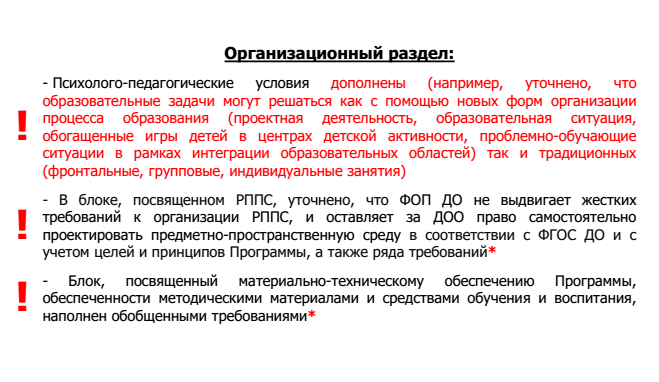 Организационный раздел:
- Психолого-педагогические условия дополнены (например, уточнено, что
образовательные задачи могут решаться как с помощью новых форм организации
! процесса образования (проектная деятельность, образовательная ситуация,
обогащенные игры детей в центрах детской активности, проблемно-обучающие
ситуации в рамках интеграции образовательных областей) так и традиционных
(фронтальные, групповые, индивидуальные занятия)
- В блоке, посвященном РППС, уточнено, что ФОП ДО не выдвигает жестких
! требований к организации РППС, и оставляет за ДОО право самостоятельно
проектировать предметно-пространственную среду в соответствии с ФГОС ДО и с
учетом целей и принципов Программы, а также ряда требований*
- Блок, посвященный материально-техническому обеспечению Программы,
! обеспеченности методическими материалами и средствами обучения и воспитания,
наполнен обобщенными требованиями*